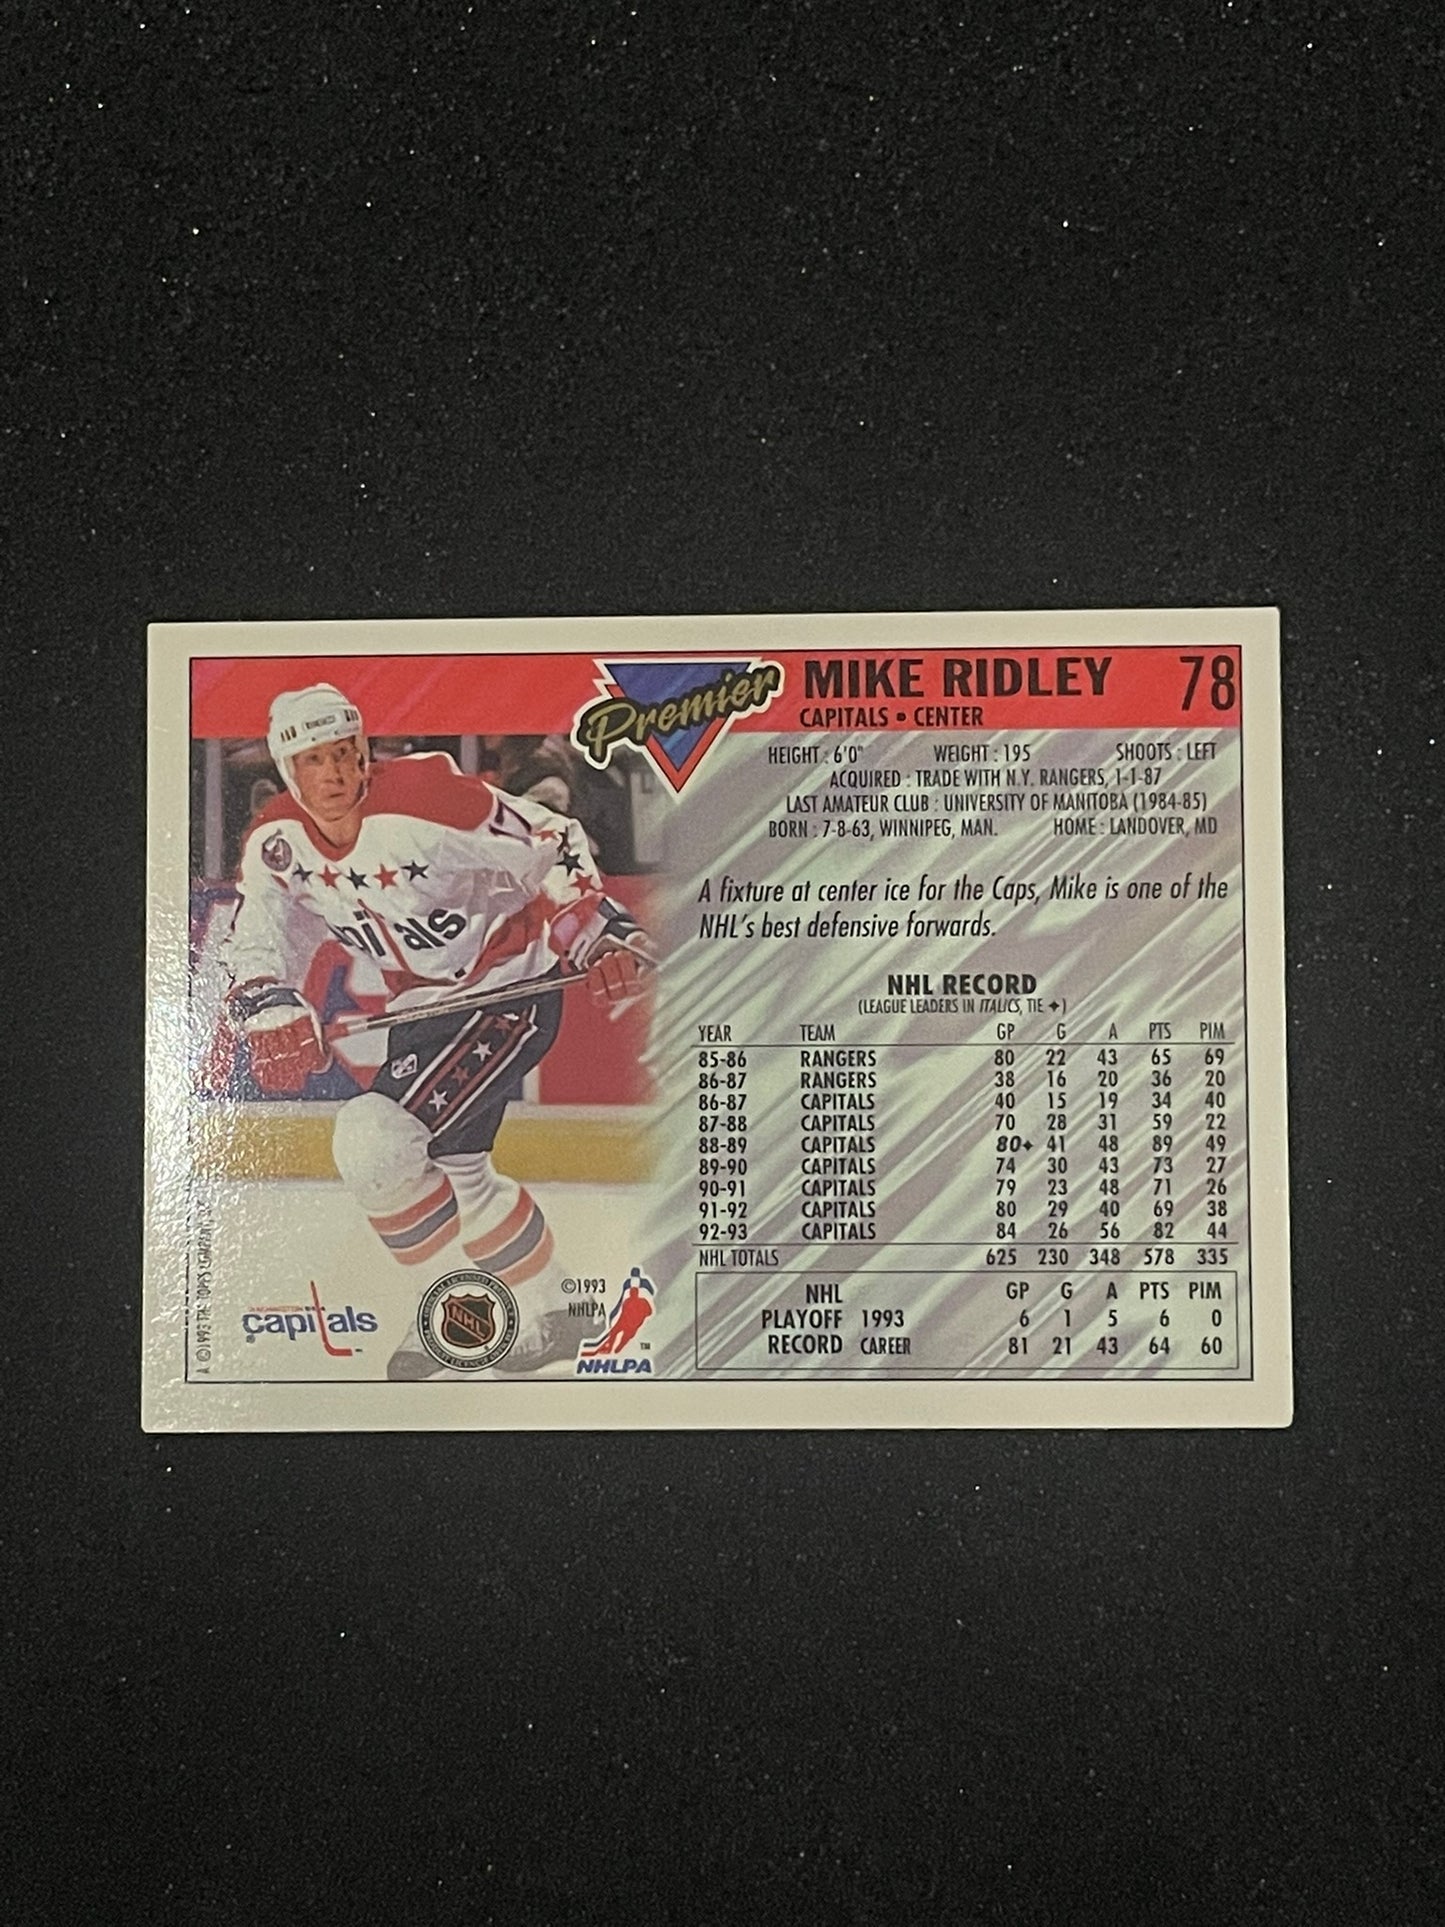 Premier
MIKE RIDLEY
78
CAPITALS • CENTER
HEIGHT : 6'0" WEIGHT : 195 SHOOTS : LEFT
ACQUIRED : TRADE WITH N.Y. RANGERS, 1-1-87
LAST AMATEUR CLUB : UNIVERSITY OF MANITOBA (1984-85)
BORN : 7-8-63, WINNIPEG, MAN. HOME : LANDOVER, MD
A fixture at center ice for the Caps, Mike is one of the
NHL's best defensive forwards.
NHL RECORD
(LEAGUE LEADERS IN ITALICS, TIE ✦)
YEAR TEAM GP G A PTS PIM
85-86 RANGERS 80 22 43 65 69
86-87 RANGERS 38 16 20 36 20
86-87 CAPITALS 40 15 19 34 40
87-88 CAPITALS 70 28 31 59 22
88-89 CAPITALS 80✦ 41 48 89 49
89-90 CAPITALS 74 30 43 73 27
90-91 CAPITALS 79 23 48 71 26
91-92 CAPITALS 80 29 40 69 38
92-93 CAPITALS 84 26 56 82 44
NHL TOTALS 625 230 348 578 335
NHL GP G A PTS PIM
PLAYOFF 1993 6 1 5 6 0
RECORD CAREER 81 21 43 64 60
A ©1993 THE TOPPS COMPANY,
capitals
NHL
©1993
NHLPA
NHLPA
™